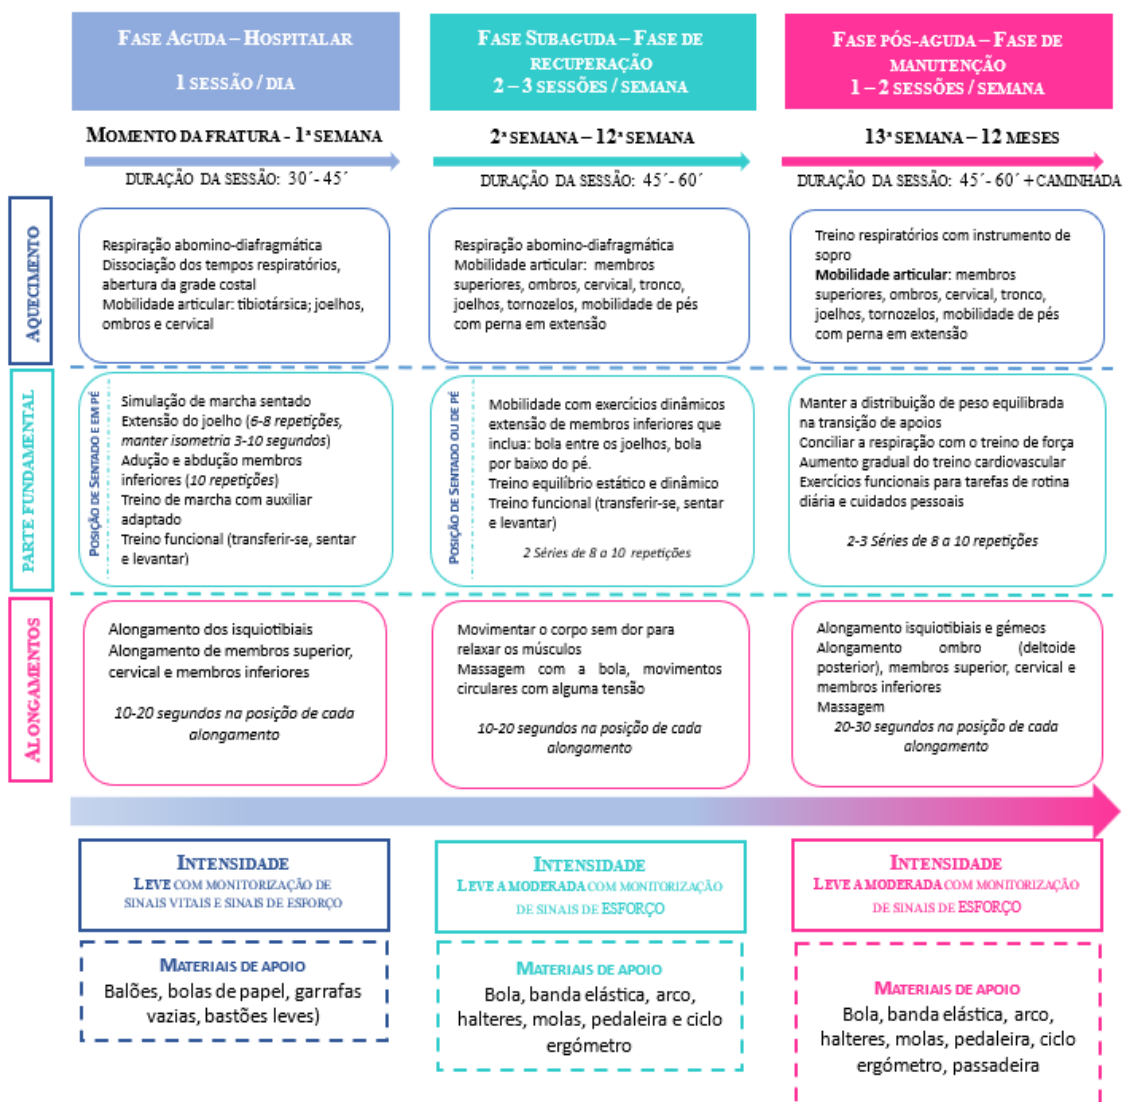 FASE AGUDA – HOSPITALAR
1 SESSÃO / DIA
FASE SUBAGUDA – FASE DE
RECUPERAÇÃO
2 – 3 SESSÕES / SEMANA
FASE PÓS-AGUDA – FASE DE
MANUTENÇÃO
1 – 2 SESSÕES / SEMANA
MOMENTO DA FRATURA - 1ª SEMANA
DURAÇÃO DA SESSÃO: 30´- 45´
2ª SEMANA – 12ª SEMANA
DURAÇÃO DA SESSÃO: 45´- 60´
13ª SEMANA – 12 MESES
DURAÇÃO DA SESSÃO: 45´- 60´ + CAMINHADA
AQUECIMENTO
Respiração abomino-diafragmática
Dissociação dos tempos respiratórios,
abertura da grade costal
Mobilidade articular: tibiotársica; joelhos,
ombros e cervical
Respiração abomino-diafragmática
Mobilidade articular: membros
superiores, ombros, cervical, tronco,
joelhos, tornozelos, mobilidade de pés
com perna em extensão
Treino respiratórios com instrumento de
sopro
Mobilidade articular: membros
superiores, ombros, cervical, tronco,
joelhos, tornozelos, mobilidade de pés
com perna em extensão
PARTE FUNDAMENTAL
POSIÇÃO DE SENTADO E EM PÉ
Simulação de marcha sentado
Extensão do joelho (6-8 repetições,
manter isometria 3-10 segundos)
Adução e abdução membros
inferiores (10 repetições)
Treino de marcha com auxiliar
adaptado
Treino funcional (transferir-se, sentar
e levantar)
POSIÇÃO DE SENTADO OU DE PÉ
Mobilidade com exercícios dinâmicos
extensão de membros inferiores que
inclua: bola entre os joelhos, bola
por baixo do pé.
Treino equilíbrio estático e dinâmico
Treino funcional (transferir-se, sentar
e levantar)
2 Séries de 8 a 10 repetições
Manter a distribuição de peso equilibrada
na transição de apoios
Conciliar a respiração com o treino de força
Aumento gradual do treino cardiovascular
Exercícios funcionais para tarefas de rotina
diária e cuidados pessoais
2-3 Séries de 8 a 10 repetições
ALONGAMENTOS
Alongamento dos isquiotibiais
Alongamento de membros superior,
cervical e membros inferiores
10-20 segundos na posição de cada
alongamento
Movimentar o corpo sem dor para
relaxar os músculos
Massagem com a bola, movimentos
circulares com alguma tensão
10-20 segundos na posição de cada
alongamento
Alongamento isquiotibiais e gémeos
Alongamento ombro (deltoide
posterior), membros superior, cervical e
membros inferiores
Massagem
20-30 segundos na posição de cada
alongamento
INTENSIDADE
LEVE COM MONITORIZAÇÃO DE
SINAIS VITAIS E SINAIS DE ESFORÇO
INTENSIDADE
LEVE A MODERADA COM MONITORIZAÇÃO
DE SINAIS DE ESFORÇO
INTENSIDADE
LEVE A MODERADA COM MONITORIZAÇÃO
DE SINAIS DE ESFORÇO
MATERIAIS DE APOIO
Balões, bolas de papel, garrafas
vazias, bastões leves)
MATERIAIS DE APOIO
Bola, banda elástica, arco,
halteres, molas, pedaleira e ciclo
ergómetro
MATERIAIS DE APOIO
Bola, banda elástica, arco,
halteres, molas, pedaleira, ciclo
ergómetro, passadeira